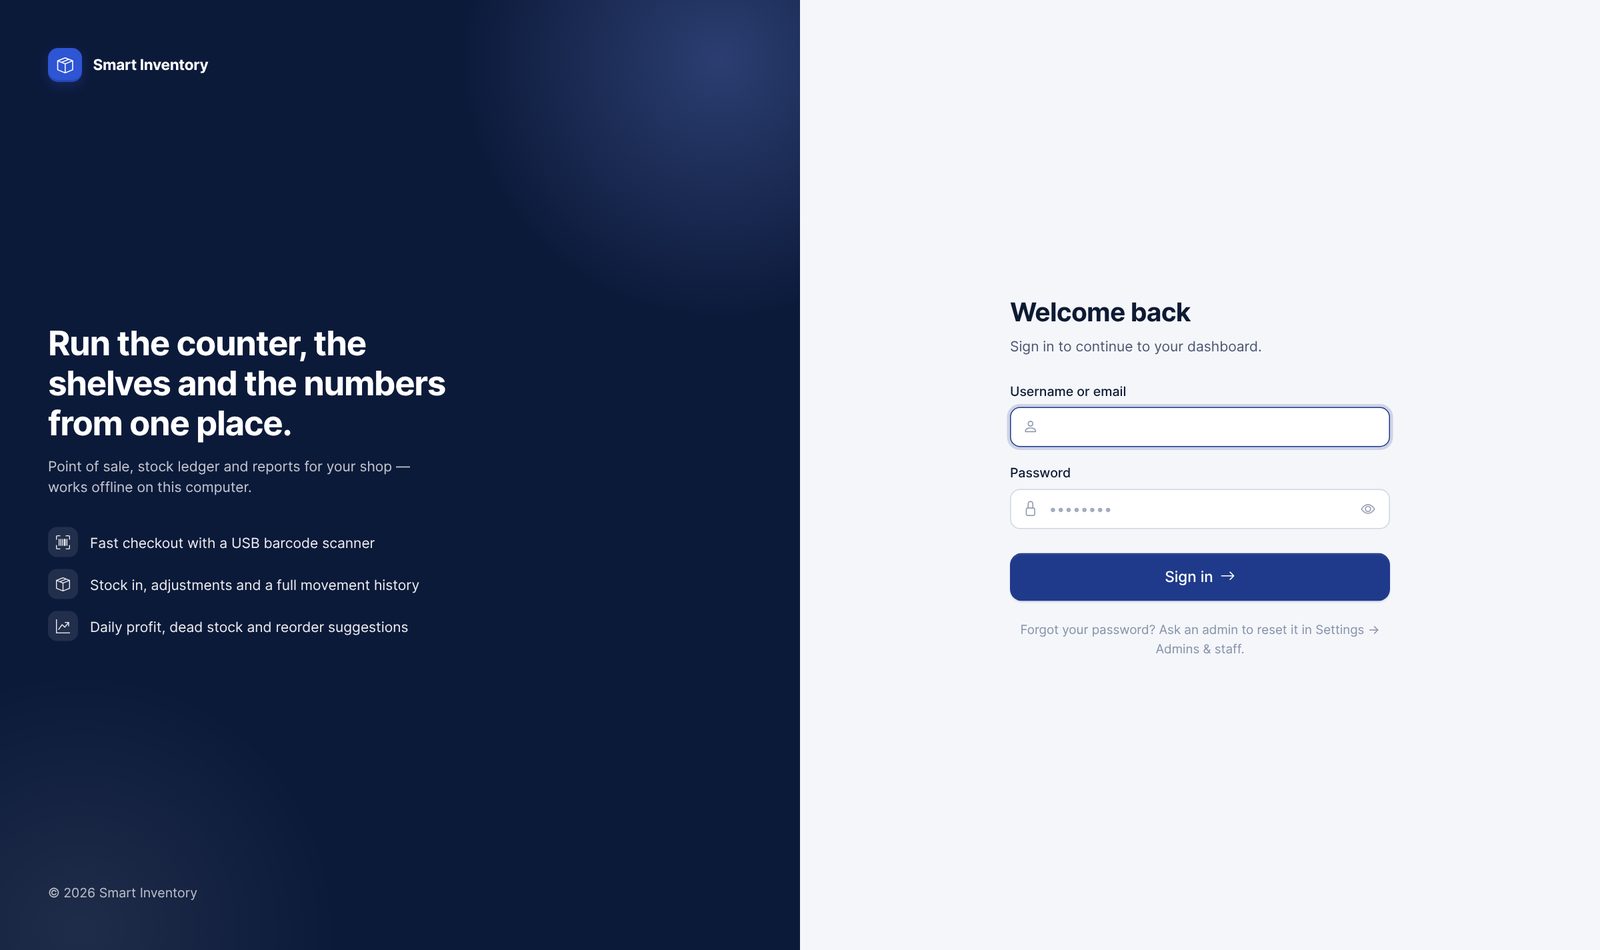 Smart Inventory
Run the counter, the
shelves and the numbers
from one place.
Point of sale, stock ledger and reports for your shop —
works offline on this computer.
Fast checkout with a USB barcode scanner
Stock in, adjustments and a full movement history
Daily profit, dead stock and reorder suggestions
© 2026 Smart Inventory
Welcome back
Sign in to continue to your dashboard.
Username or email
Password
••••••••
Sign in →
Forgot your password? Ask an admin to reset it in Settings →
Admins & staff.